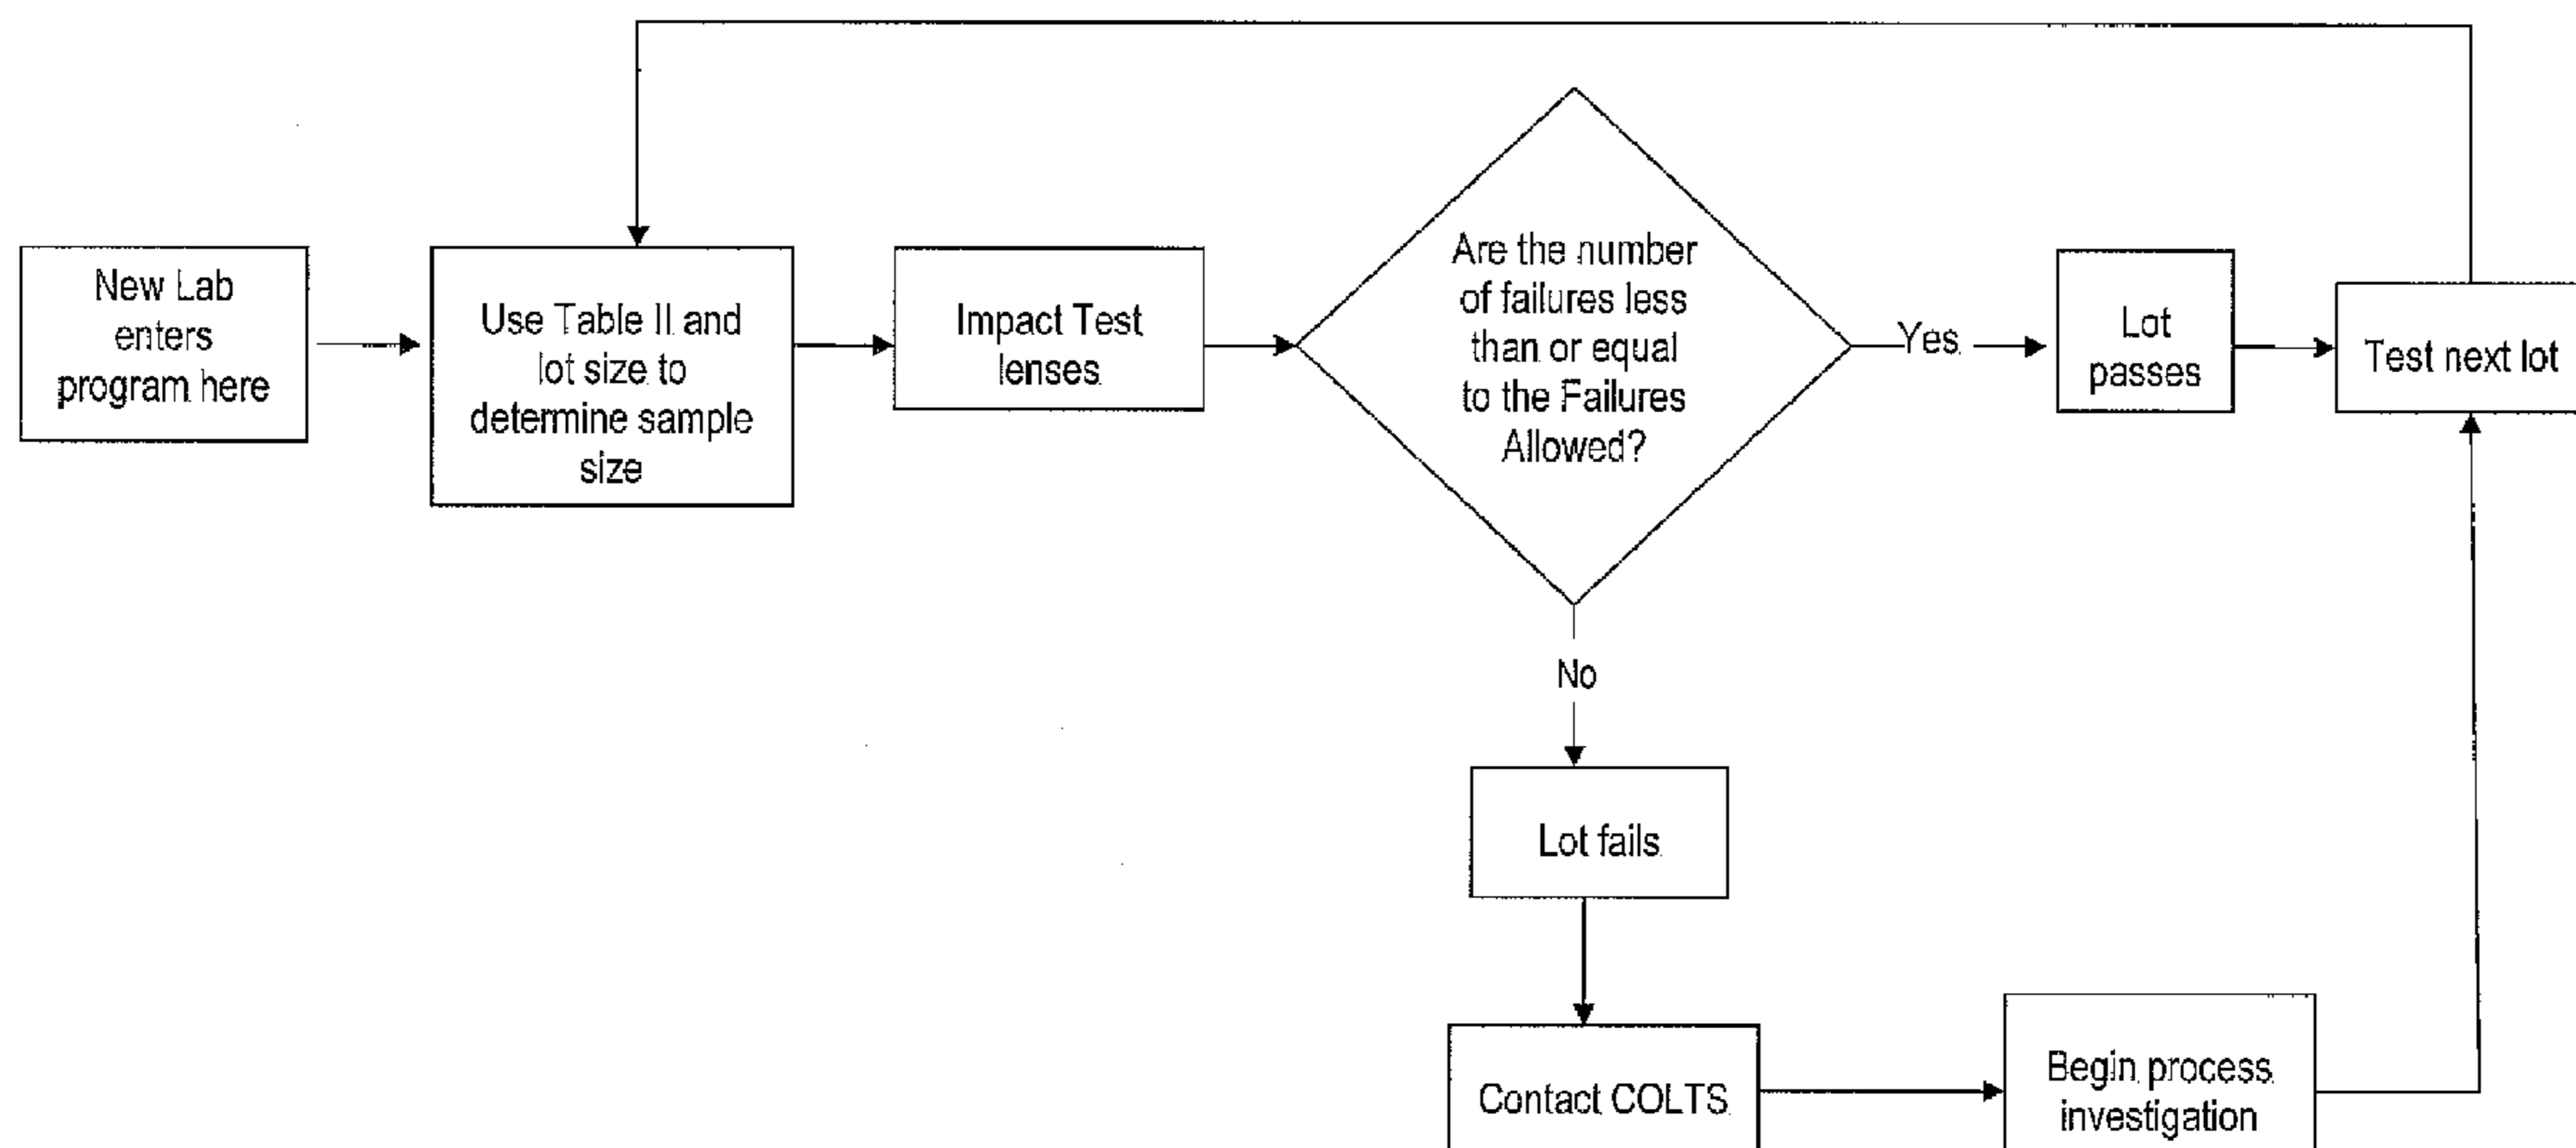 New Lab
enters
program here
Use Table II and
lot size to
determine sample
size
Impact Test
lenses
Are the number
of failures less
than or equal
to the Failures
Allowed?
Yes
Lot
passes
Test next lot
No
Lot fails
Contact COLTS
Begin process
investigation